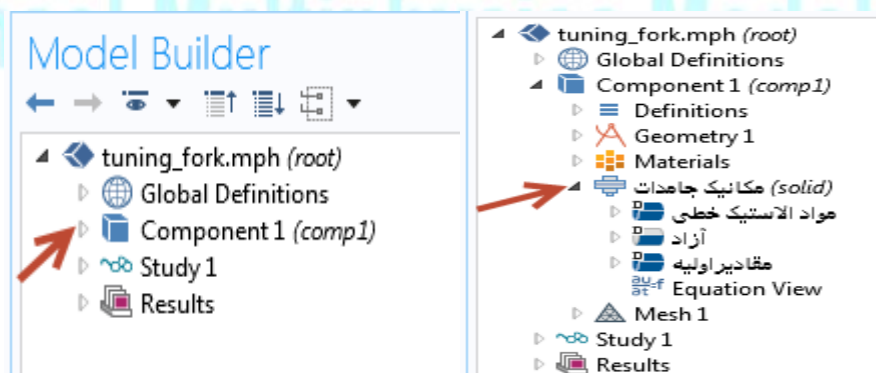 Model Builder
tuning_fork.mph (root)
Global Definitions
Component 1 (comp1)
Study 1
Results
tuning_fork.mph (root)
Global Definitions
Component 1 (comp1)
Definitions
Geometry 1
Materials
مکانیک جامدات (solid)
مواد الاستیک خطی
آزاد
مقادیر اولیه
Equation View
Mesh 1
Study 1
Results